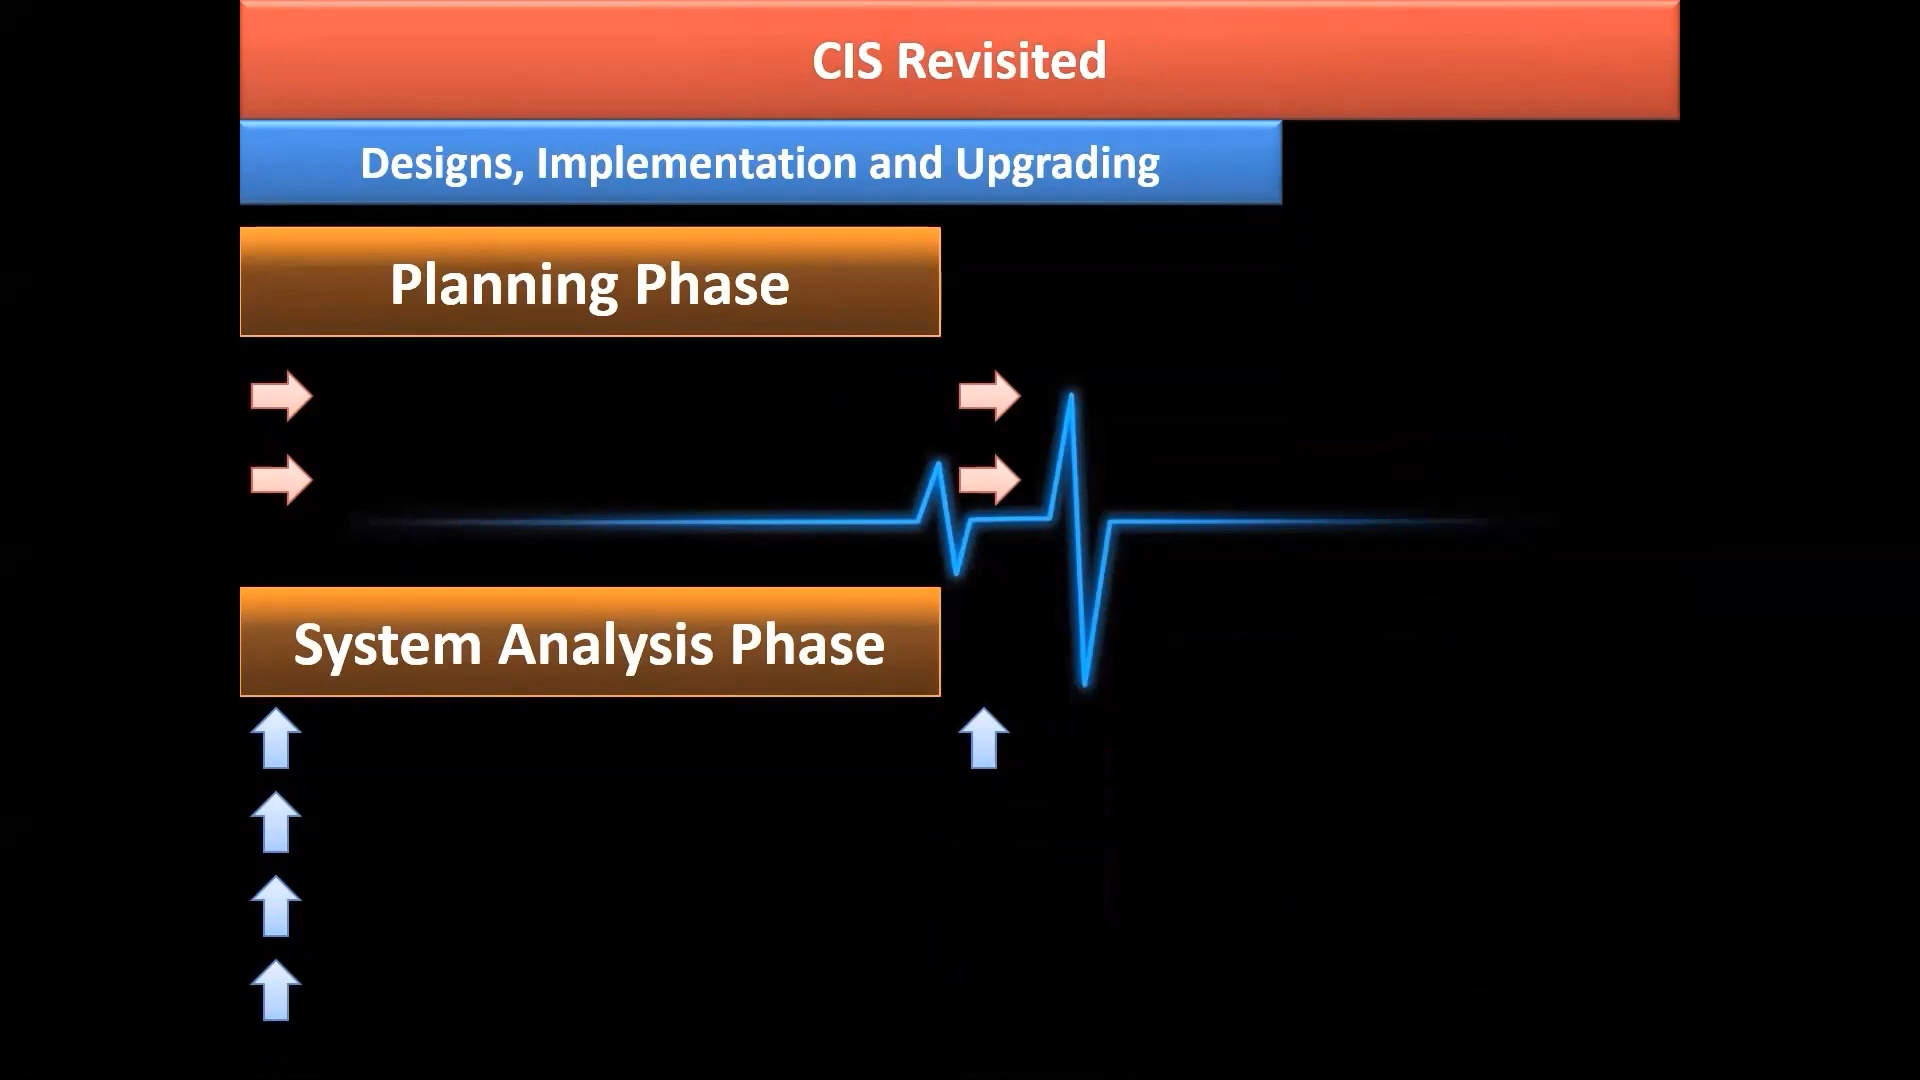 CIS Revisited
Designs, Implementation and Upgrading
Planning Phase
System Analysis Phase